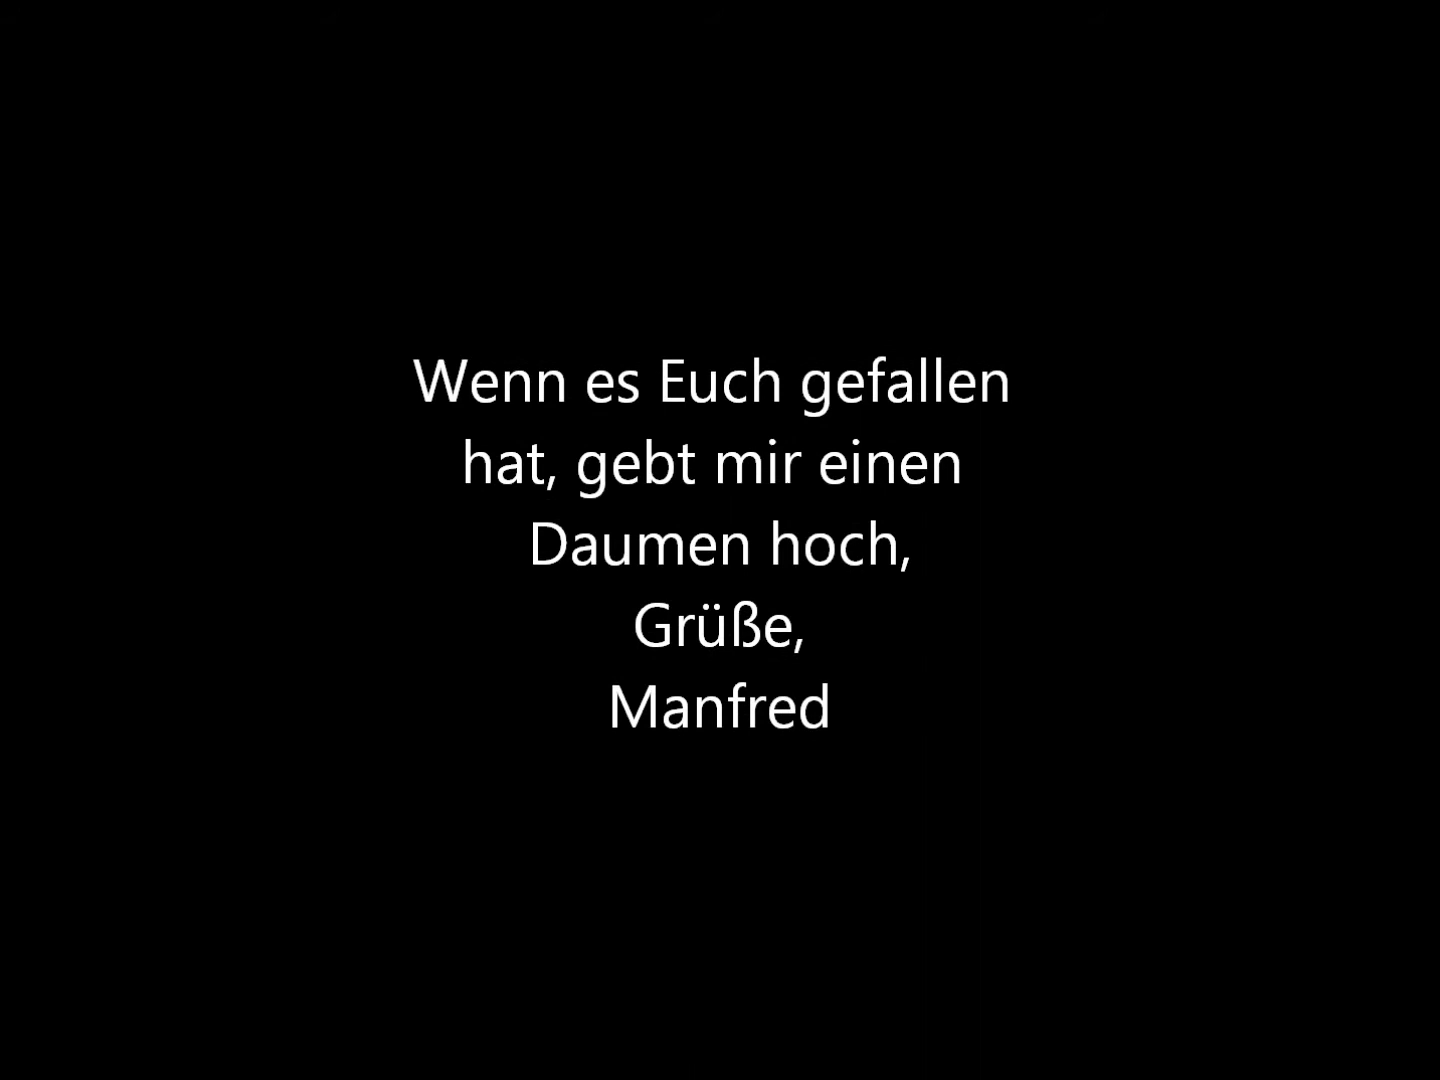 Wenn es Euch gefallen
hat, gebt mir einen
Daumen hoch,
Grüße,
Manfred